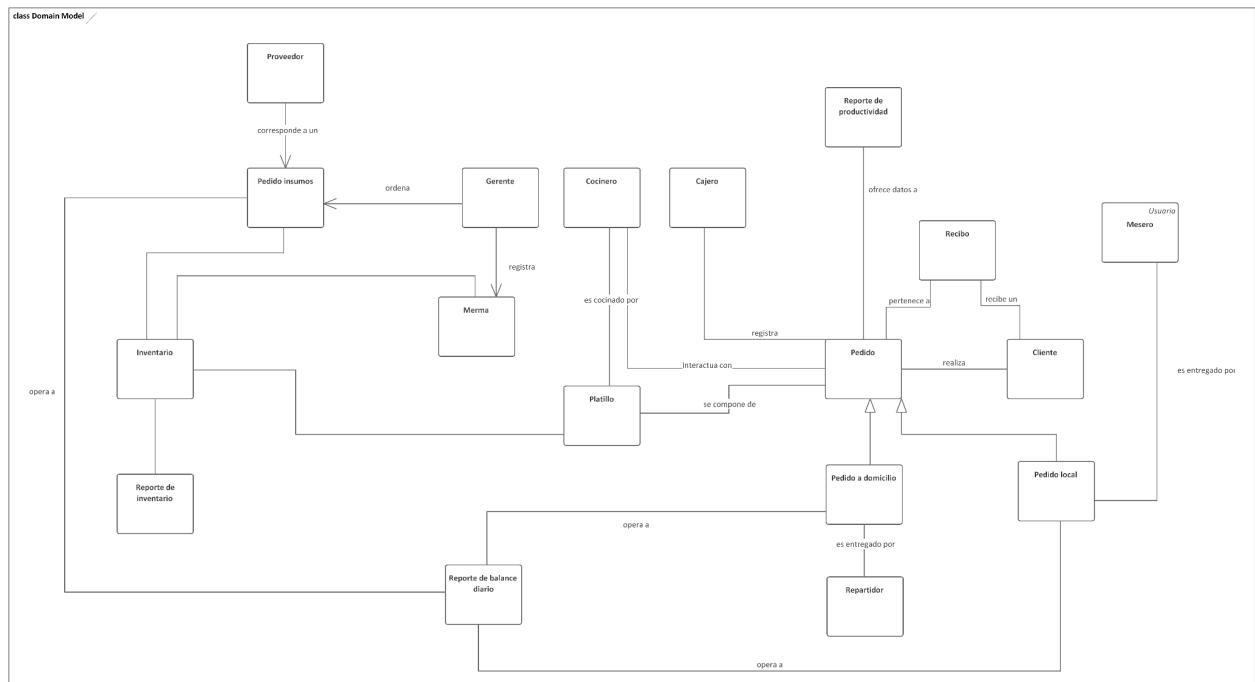 class Domain Model
Proveedor
corresponde a un
Pedido insumos
ordena
Gerente
registra
Merma
Cocinero
Cajero
Reporte de
productividad
ofrece datos a
Recibo
Usuario
Mesero
es cocinado por
pertenece a
recibe un
registra
Inventario
Interactua con
Pedido
realiza
Cliente
es entregado por
opera a
Platillo
se compone de
Reporte de
inventario
Pedido a domicilio
Pedido local
opera a
es entregado por
Reporte de balance
diario
Repartidor
opera a